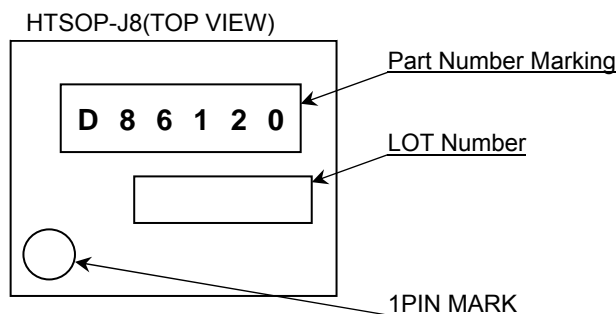 HTSOP-J8(TOP VIEW)
Part Number Marking
D 8 6 1 2 0
LOT Number
1PIN MARK